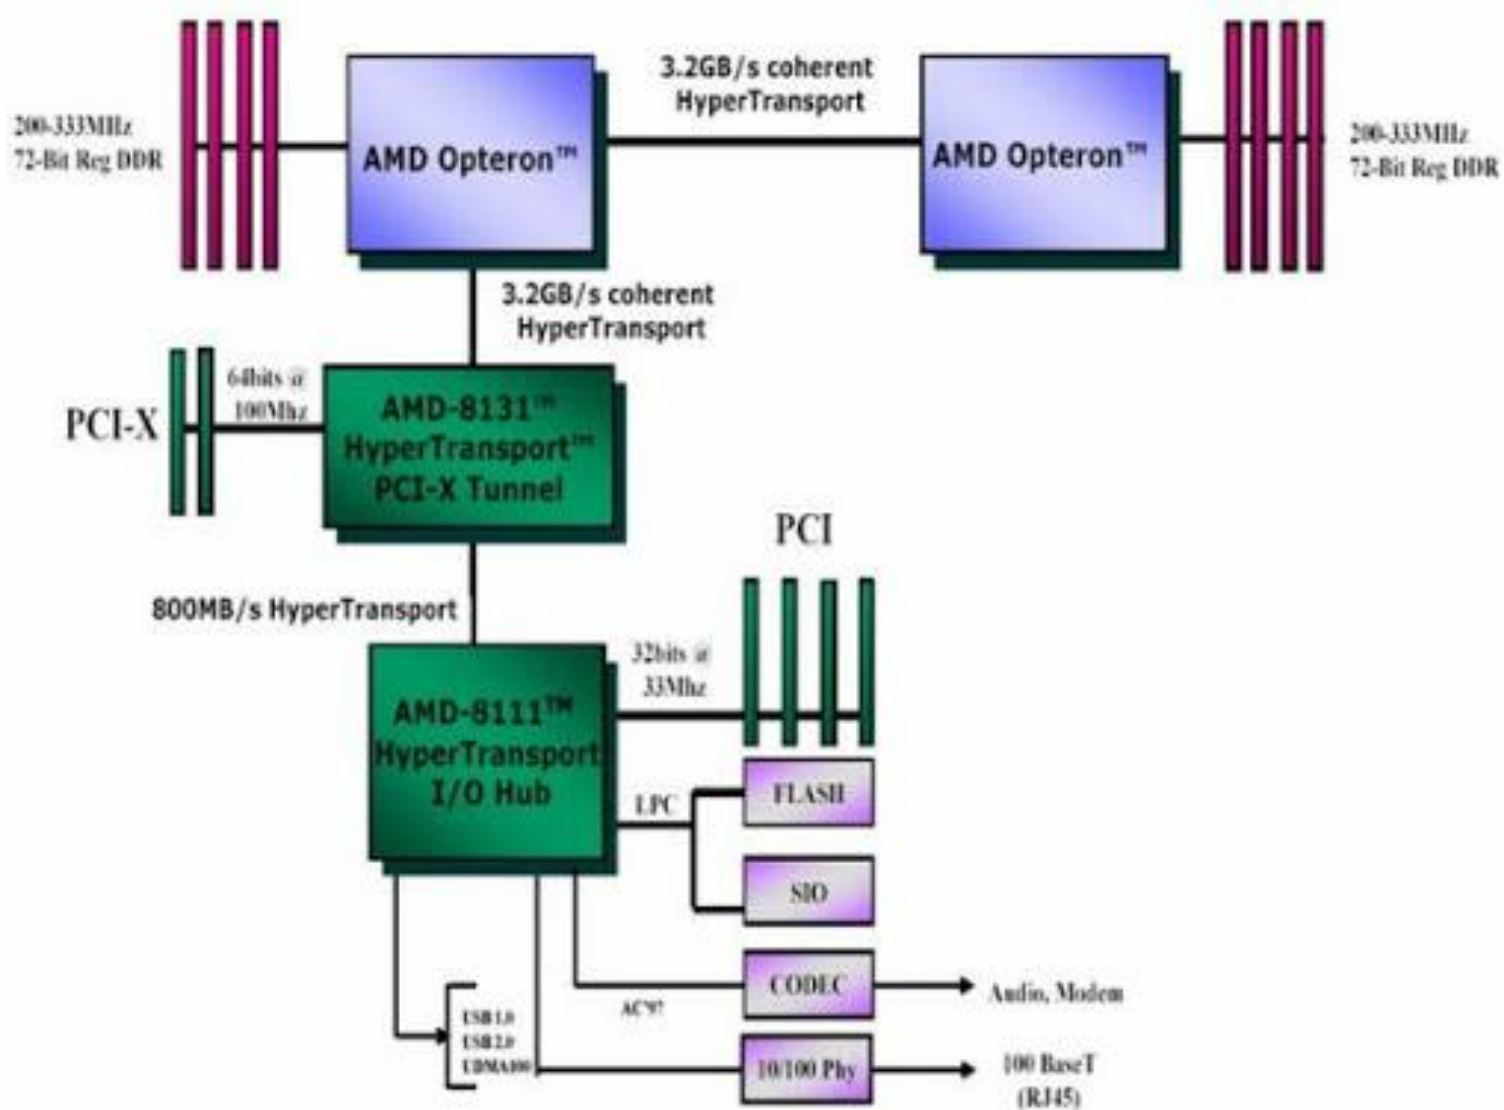 3.2GB/s coherent
HyperTransport
200-333MHz
72-Bit Reg DDR
AMD Opteron™
AMD Opteron™
200-333MHz
72-Bit Reg DDR
3.2GB/s coherent
HyperTransport
PCI-X
64bits @
100Mhz
AMD-8131™
HyperTransport™
PCI-X Tunnel
PCI
800MB/s HyperTransport
32bits @
33Mhz
AMD-8111™
HyperTransport
I/O Hub
LPC
FLASH
SIO
CODEC
Audio, Modem
AC'97
USB1.0
USB2.0
UDMA100
10/100 Phy
100 BaseT
(RJ45)